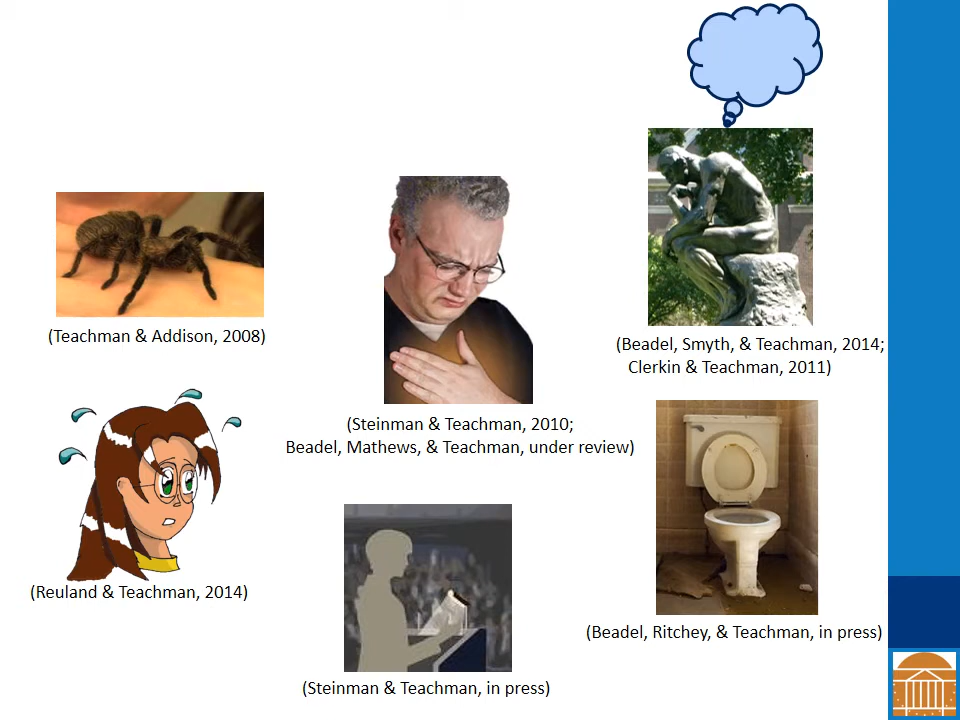 (Teachman & Addison, 2008)
(Steinman & Teachman, 2010;
Beadel, Mathews, & Teachman, under review)
(Beadel, Smyth, & Teachman, 2014;
Clerkin & Teachman, 2011)
(Reuland & Teachman, 2014)
(Steinman & Teachman, in press)
(Beadel, Ritchey, & Teachman, in press)